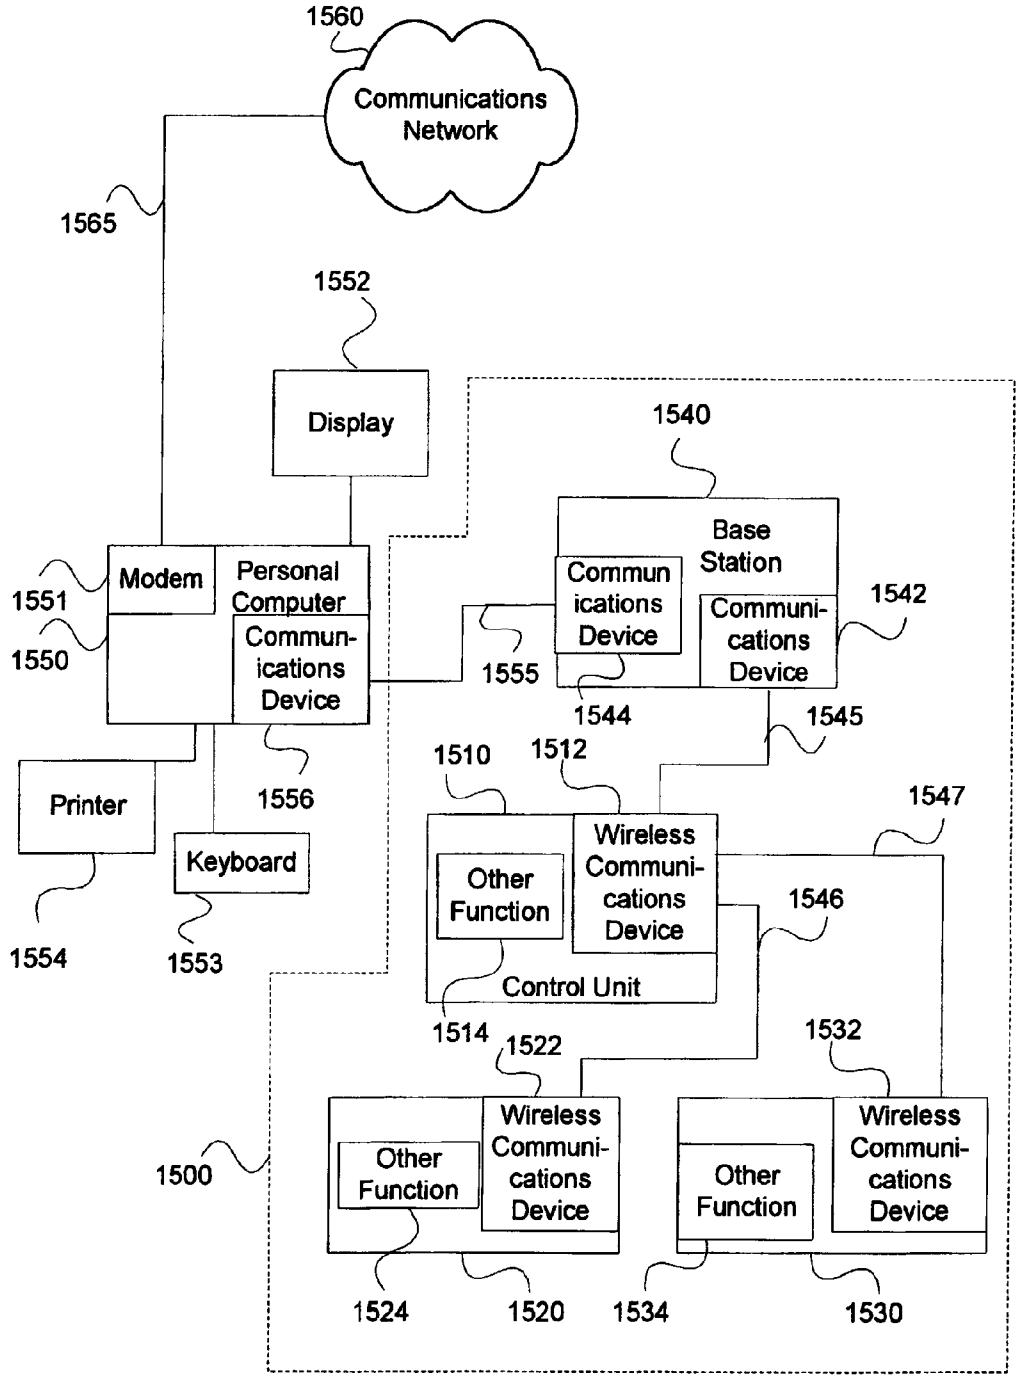 1560
Communications
Network
1565
1552
Display
1540
Base
Station
Modem
Personal
Computer
1551
1550
Commun-
ications
Device
Commun
ications
Device
Communi-
cations
Device
1542
1555
1544
1545
1556
Printer
Keyboard
1554
1553
1510
1512
1547
Wireless
Communi-
cations
Device
Other
Function
1546
Control Unit
1514
1522
1532
1500
Other
Function
Wireless
Communi-
cations
Device
Other
Function
Wireless
Communi-
cations
Device
1524
1520
1534
1530